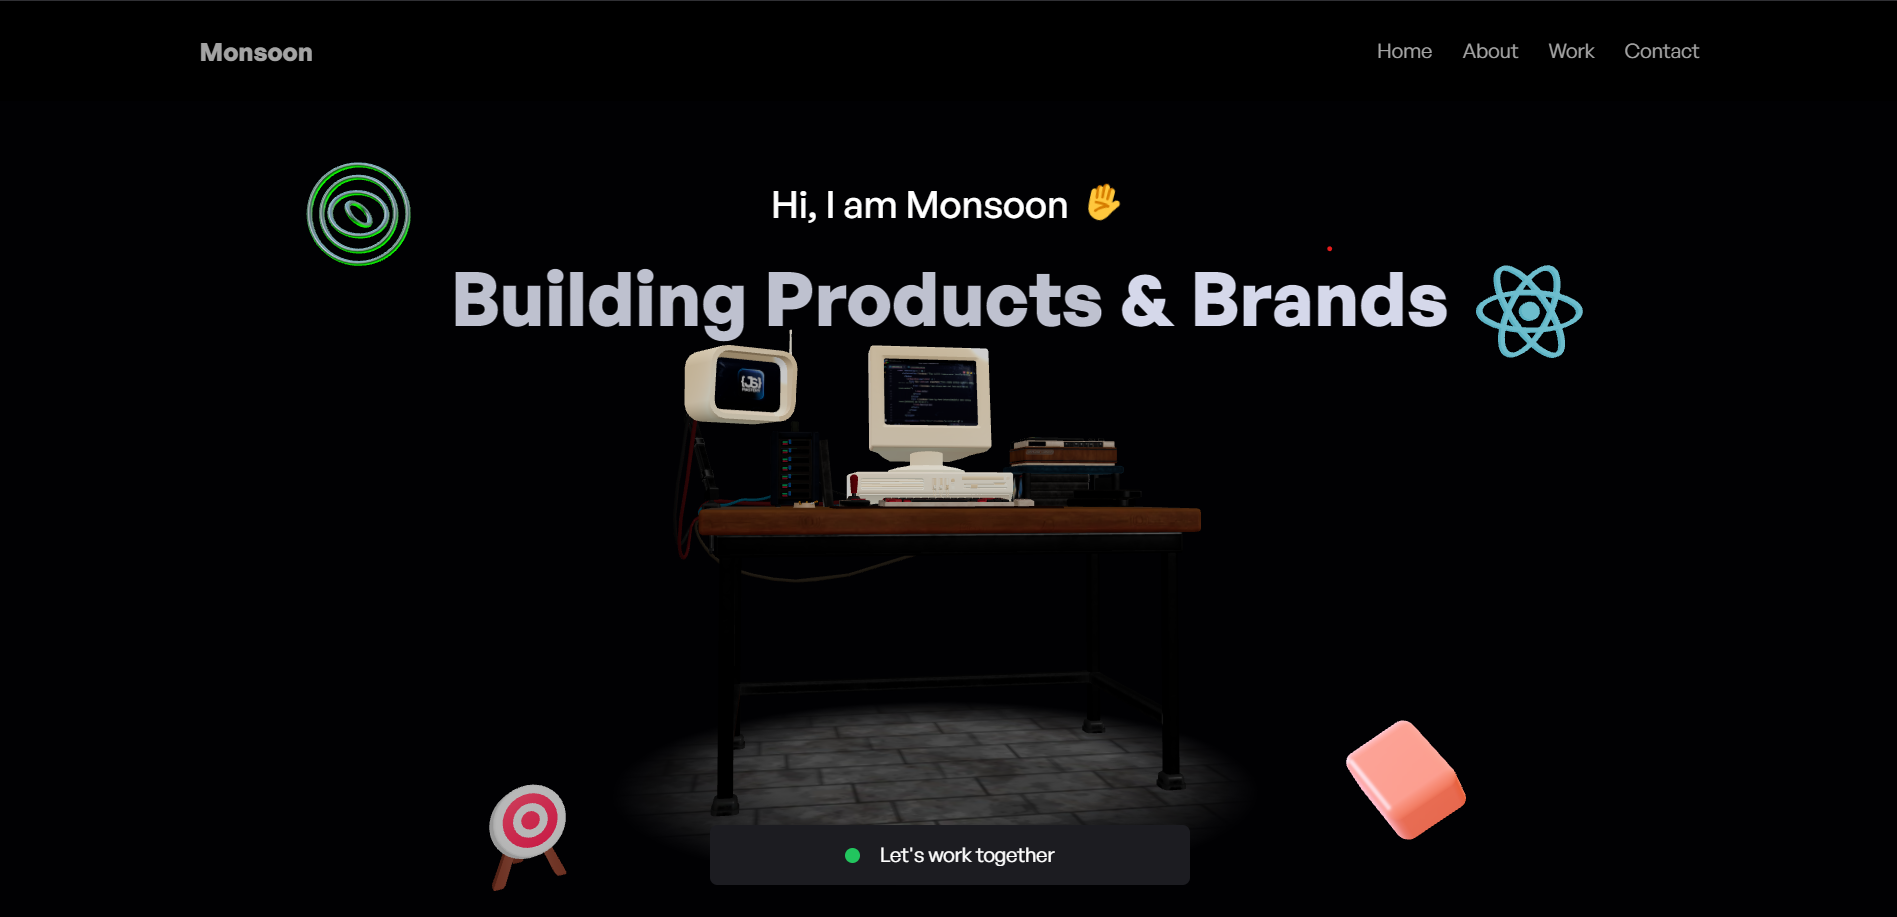 Monsoon
Home About Work Contact
Hi, I am Monsoon
Building Products & Brands
{JS}
Let's work together